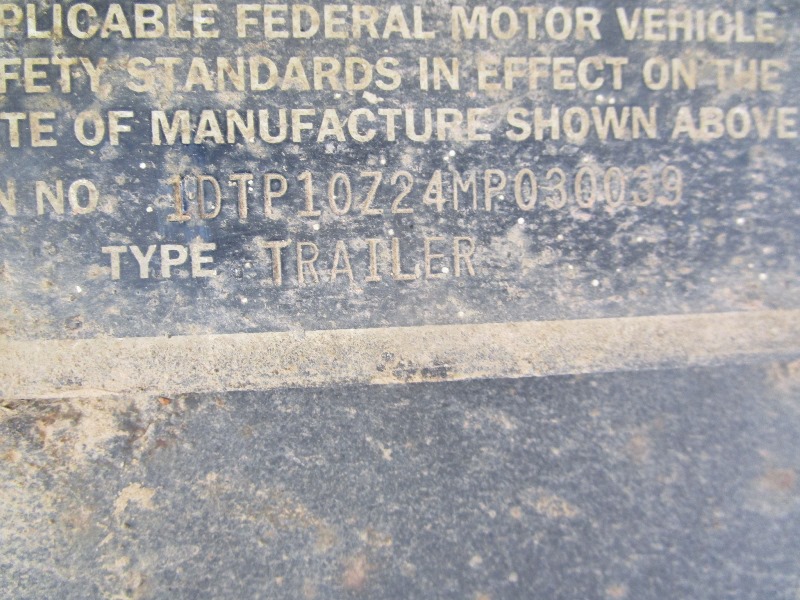 PLICABLE FEDERAL MOTOR VEHICLE
FETY STANDARDS IN EFFECT ON THE
TE OF MANUFACTURE SHOWN ABOVE
N NO 1DTP10Z24MP030039
TYPE TRAILER